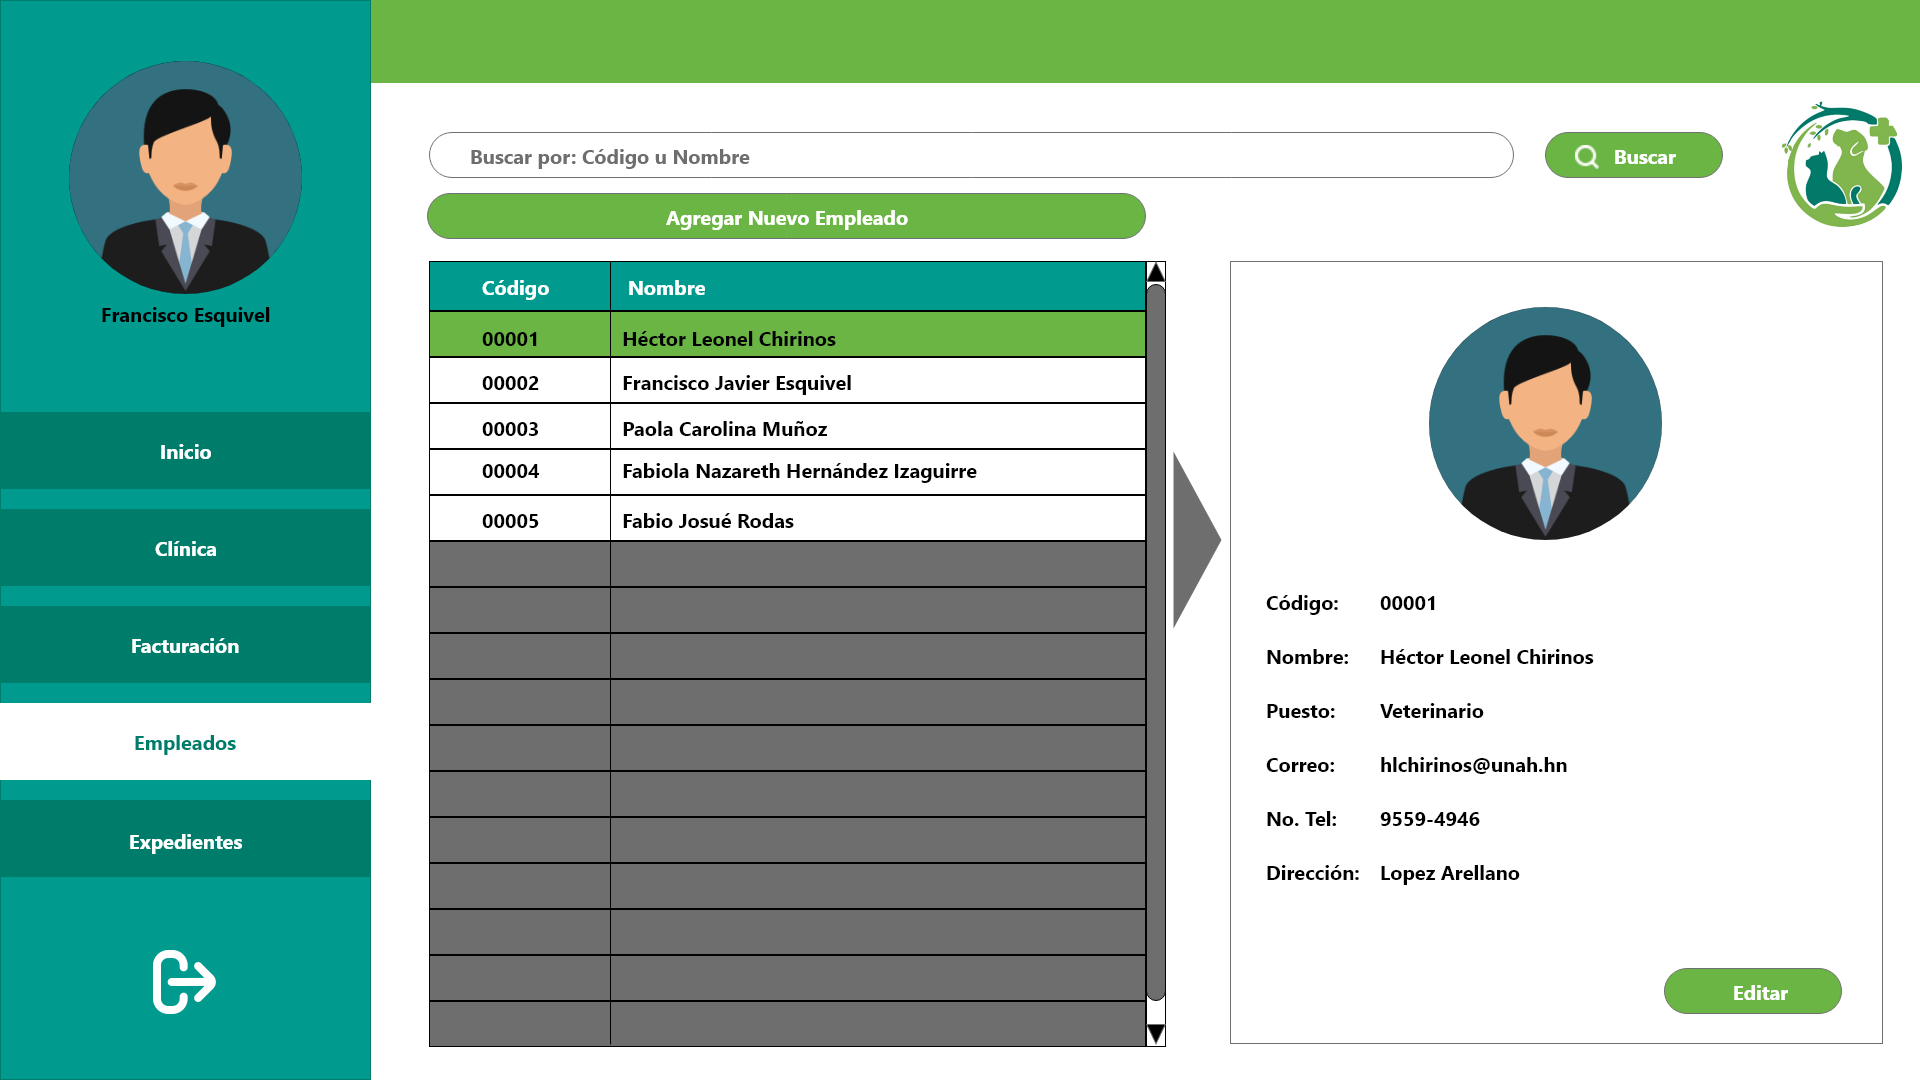 Francisco Esquivel
Inicio
Clínica
Facturación
Empleados
Expedientes
Buscar por: Código u Nombre
Buscar
Agregar Nuevo Empleado
Código Nombre
00001 Héctor Leonel Chirinos
00002 Francisco Javier Esquivel
00003 Paola Carolina Muñoz
00004 Fabiola Nazareth Hernández Izaguirre
00005 Fabio Josué Rodas
Código: 00001
Nombre: Héctor Leonel Chirinos
Puesto: Veterinario
Correo: hlchirinos@unah.hn
No. Tel: 9559-4946
Dirección: Lopez Arellano
Editar